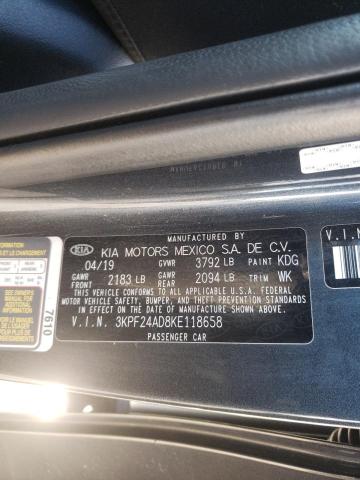 MANUFACTURED BY
KIA KIA MOTORS MEXICO S.A. DE C.V.
04/19 GVWR 3792 LB PAINT KDG
GAWR FRONT 2183 LB GAWR REAR 2094 LB TRIM WK
THIS VEHICLE CONFORMS TO ALL APPLICABLE U.S.A. FEDERAL
MOTOR VEHICLE SAFETY, BUMPER, AND THEFT PREVENTION STANDARDS
IN EFFECT ON THE DATE OF MANUFACTURE SHOWN ABOVE.
V.I.N. 3KPF24AD8KE118658
PASSENGER CAR
7610
V.I.N.